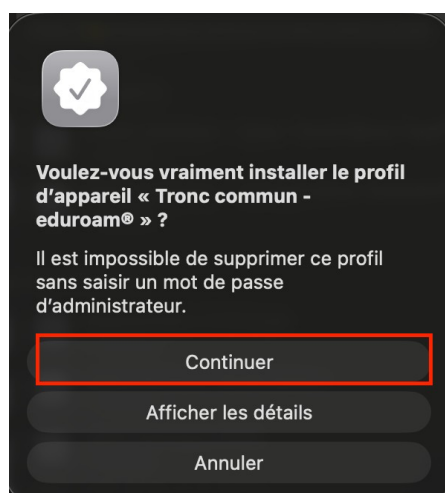 Voulez-vous vraiment installer le profil
d'appareil « Tronc commun -
eduroam® » ?
Il est impossible de supprimer ce profil
sans saisir un mot de passe
d'administrateur.
Continuer
Afficher les détails
Annuler